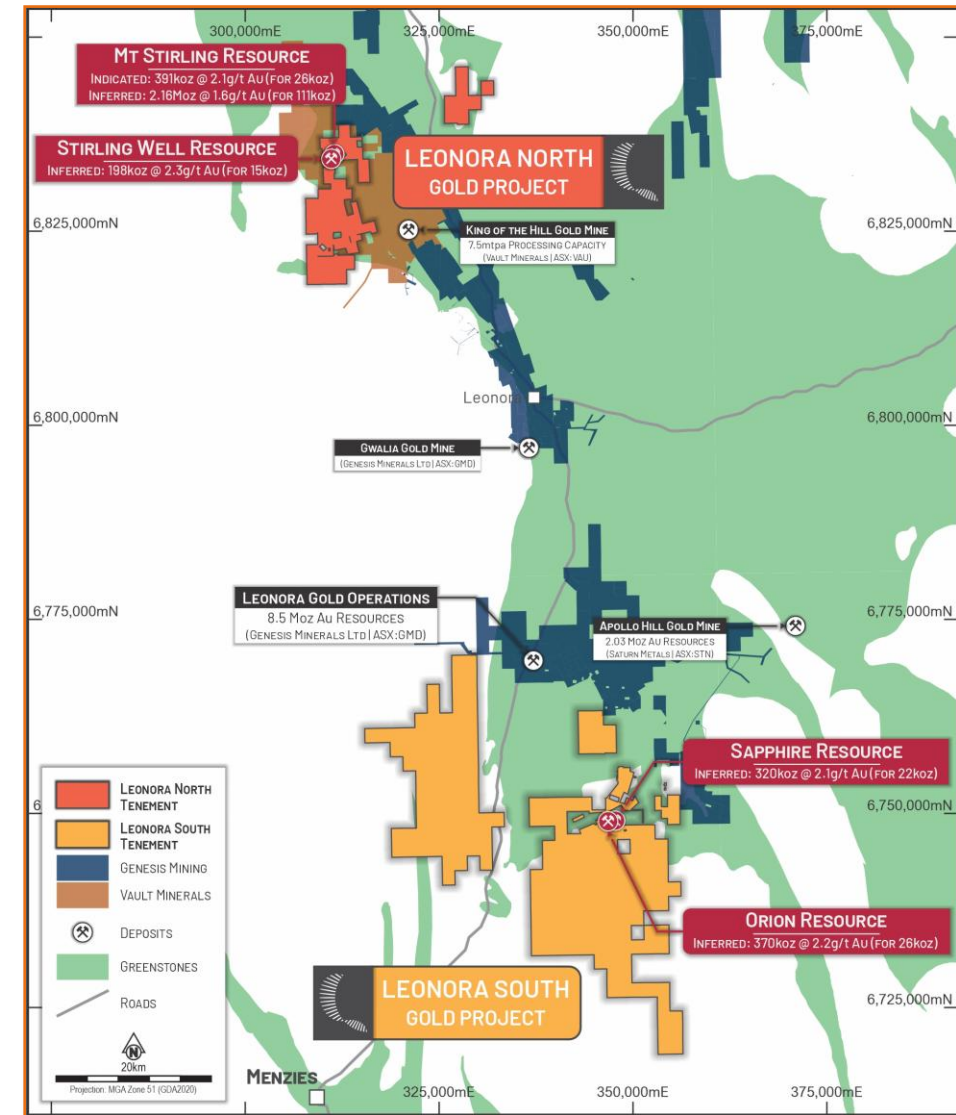 300,000mE
325,000mE
350,000mE
375,000mE
MT STIRLING RESOURCE
INDICATED: 391koz @ 2.1g/t Au (FOR 26koz)
INFERRED: 2.16Moz @ 1.6g/t Au (FOR 111koz)
STIRLING WELL RESOURCE
INFERRED: 198koz @ 2.3g/t Au (FOR 15koz)
LEONORA NORTH
GOLD PROJECT
6,825,000mN
6,825,000mN
KING OF THE HILL GOLD MINE
7.5mtpa PROCESSING CAPACITY
(VAULT MINERALS | ASX:VAU)
Leonora
6,800,000mN
6,800,000mN
GWALIA GOLD MINE
(GENESIS MINERALS LTD | ASX:GMD)
6,775,000mN
6,775,000mN
LEONORA GOLD OPERATIONS
8.5 Moz AU RESOURCES
(GENESIS MINERALS LTD | ASX:GMD)
APOLLO HILL GOLD MINE
2.03 Moz AU RESOURCES
(SATURN METALS | ASX:STN)
SAPPHIRE RESOURCE
INFERRED: 320koz @ 2.1g/t Au (FOR 22koz)
6
6,750,000mN
LEONORA NORTH
TENEMENT
LEONORA SOUTH
TENEMENT
GENESIS MINING
VAULT MINERALS
DEPOSITS
GREENSTONES
ROADS
N
20km
Projection: MGA Zone 51 (GDA2020)
ORION RESOURCE
INFERRED: 370koz @ 2.2g/t Au (FOR 26koz)
LEONORA SOUTH
GOLD PROJECT
6,725,000mN
MENZIES
325,000mE
350,000mE
375,000mE